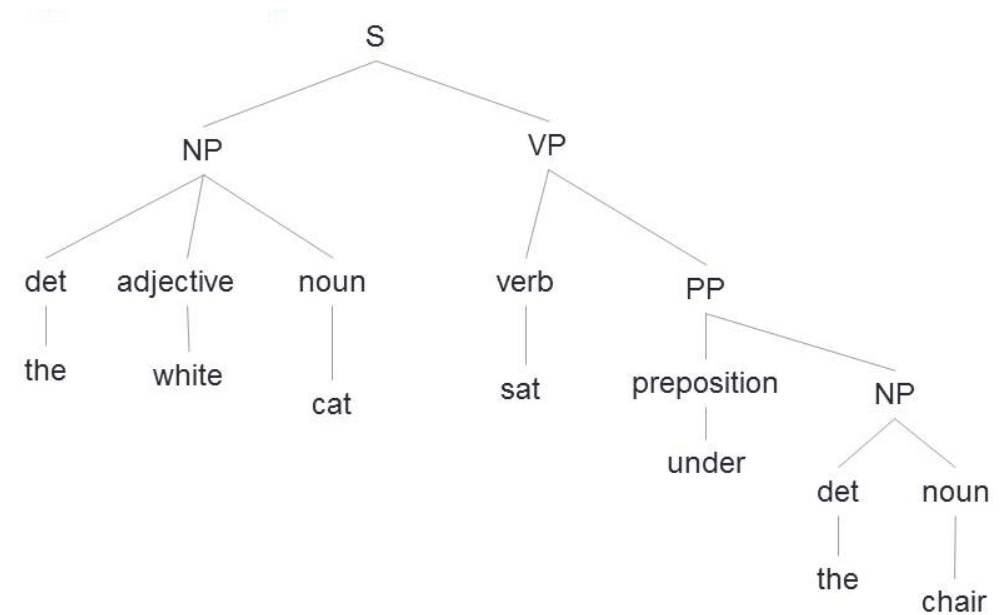 S
NP VP
det adjective noun verb PP
the white cat sat preposition NP
under det noun
the chair